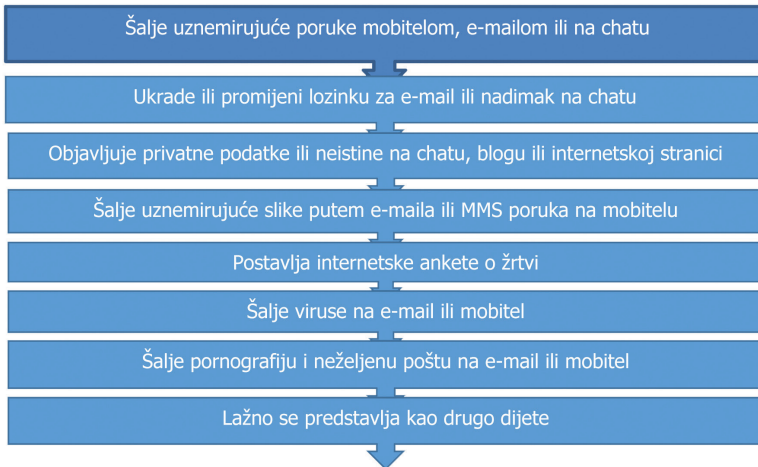 Šalje uznemirujuće poruke mobitelom, e-mailom ili na chatu
Ukrade ili promijeni lozinku za e-mail ili nadimak na chatu
Objavljuje privatne podatke ili neistine na chatu, blogu ili internetskoj stranici
Šalje uznemirujuće slike putem e-maila ili MMS poruka na mobitelu
Postavlja internetske ankete o žrtvi
Šalje viruse na e-mail ili mobitel
Šalje pornografiju i neželjenu poštu na e-mail ili mobitel
Lažno se predstavlja kao drugo dijete